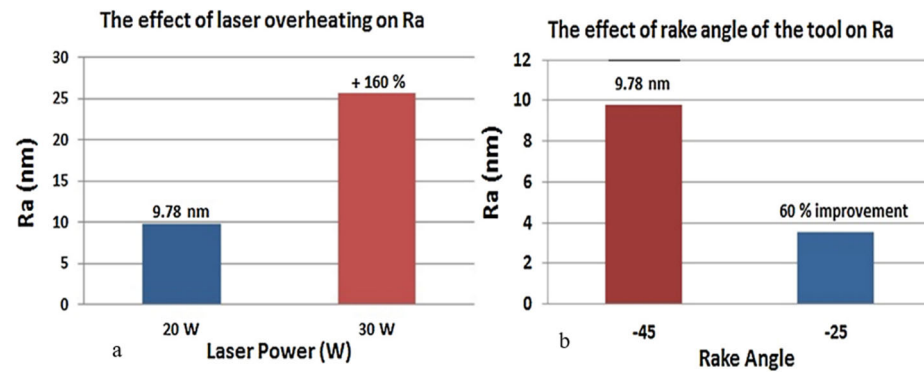 The effect of laser overheating on Ra
30
25
20
15
10
5
0
Ra (nm)
9.78 nm
+ 160 %
20 W
30 W
a
Laser Power (W)
The effect of rake angle of the tool on Ra
12
10
8
6
4
2
0
Ra (nm)
9.78 nm
60 % improvement
-45
-25
b
Rake Angle